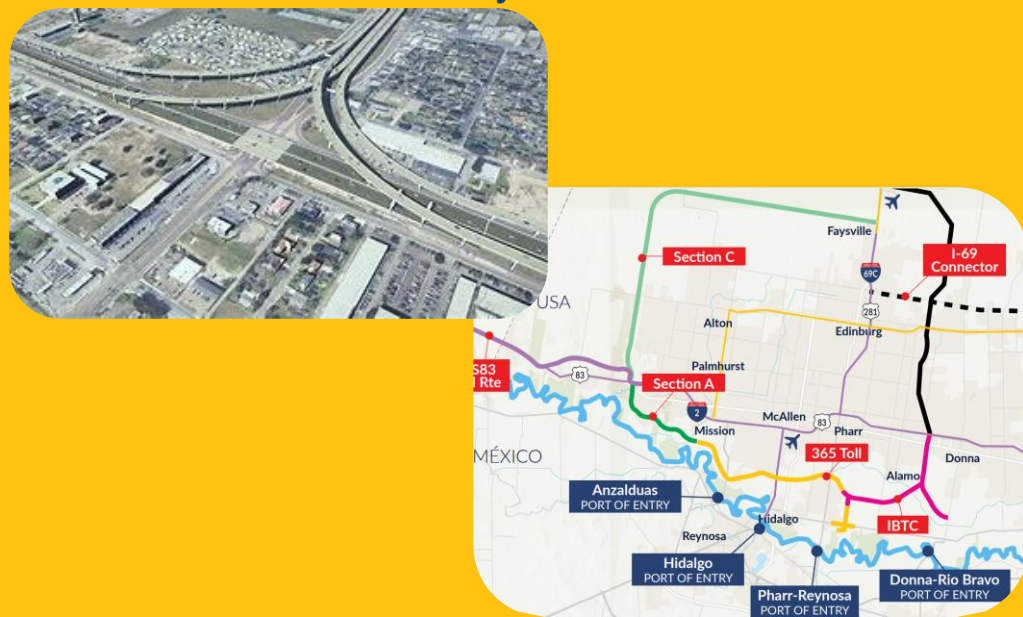 Faysville
Section C
I-69
Connector
69C
USA
281
Alton
Edinburg
S83
Rte
83
Palmhurst
Section A
2
McAllen
83
Mission
Pharr
MÉXICO
365 Toll
Donna
Alamo
Anzalduas
PORT OF ENTRY
IBTC
Hidalgo
Reynosa
Hidalgo
PORT OF ENTRY
Donna-Rio Bravo
PORT OF ENTRY
Pharr-Reynosa
PORT OF ENTRY